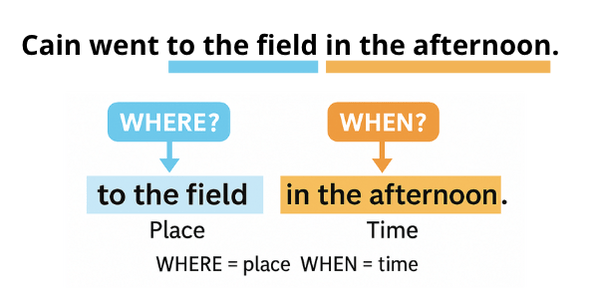 Cain went to the field in the afternoon.
WHERE? WHEN?
to the field in the afternoon.
Place Time
WHERE = place WHEN = time